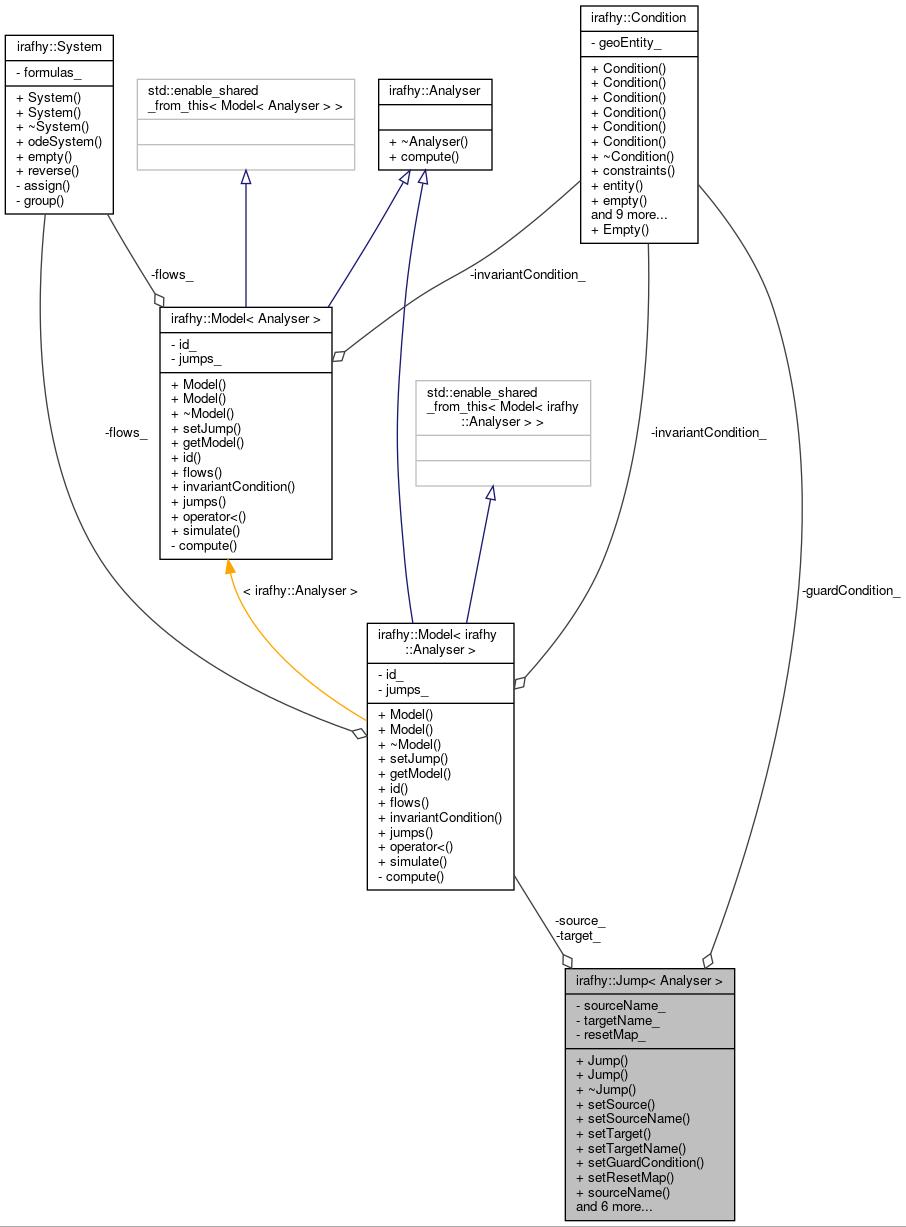 irafhy::System
- formulas_
+ System()
+ System()
+ ~System()
+ odeSystem()
+ empty()
+ reverse()
- assign()
- group()
std::enable_shared
_from_this< Model< Analyser > >
irafhy::Analyser
+ ~Analyser()
+ compute()
irafhy::Condition
- geoEntity_
+ Condition()
+ Condition()
+ Condition()
+ Condition()
+ Condition()
+ Condition()
+ ~Condition()
+ constraints()
+ entity()
+ empty()
and 9 more...
+ Empty()
-flows_
-invariantCondition_
irafhy::Model< Analyser >
- id_
- jumps_
+ Model()
+ Model()
+ ~Model()
+ setJump()
+ getModel()
+ id()
+ flows()
+ invariantCondition()
+ jumps()
+ operator<()
+ simulate()
- compute()
std::enable_shared
_from_this< Model< irafhy
::Analyser > >
-flows_
-invariantCondition_
< irafhy::Analyser >
-guardCondition_
irafhy::Model< irafhy
::Analyser >
- id_
- jumps_
+ Model()
+ Model()
+ ~Model()
+ setJump()
+ getModel()
+ id()
+ flows()
+ invariantCondition()
+ jumps()
+ operator<()
+ simulate()
- compute()
-source_
-target_
irafhy::Jump< Analyser >
- sourceName_
- targetName_
- resetMap_
+ Jump()
+ Jump()
+ ~Jump()
+ setSource()
+ setSourceName()
+ setTarget()
+ setTargetName()
+ setGuardCondition()
+ setResetMap()
+ sourceName()
and 6 more...